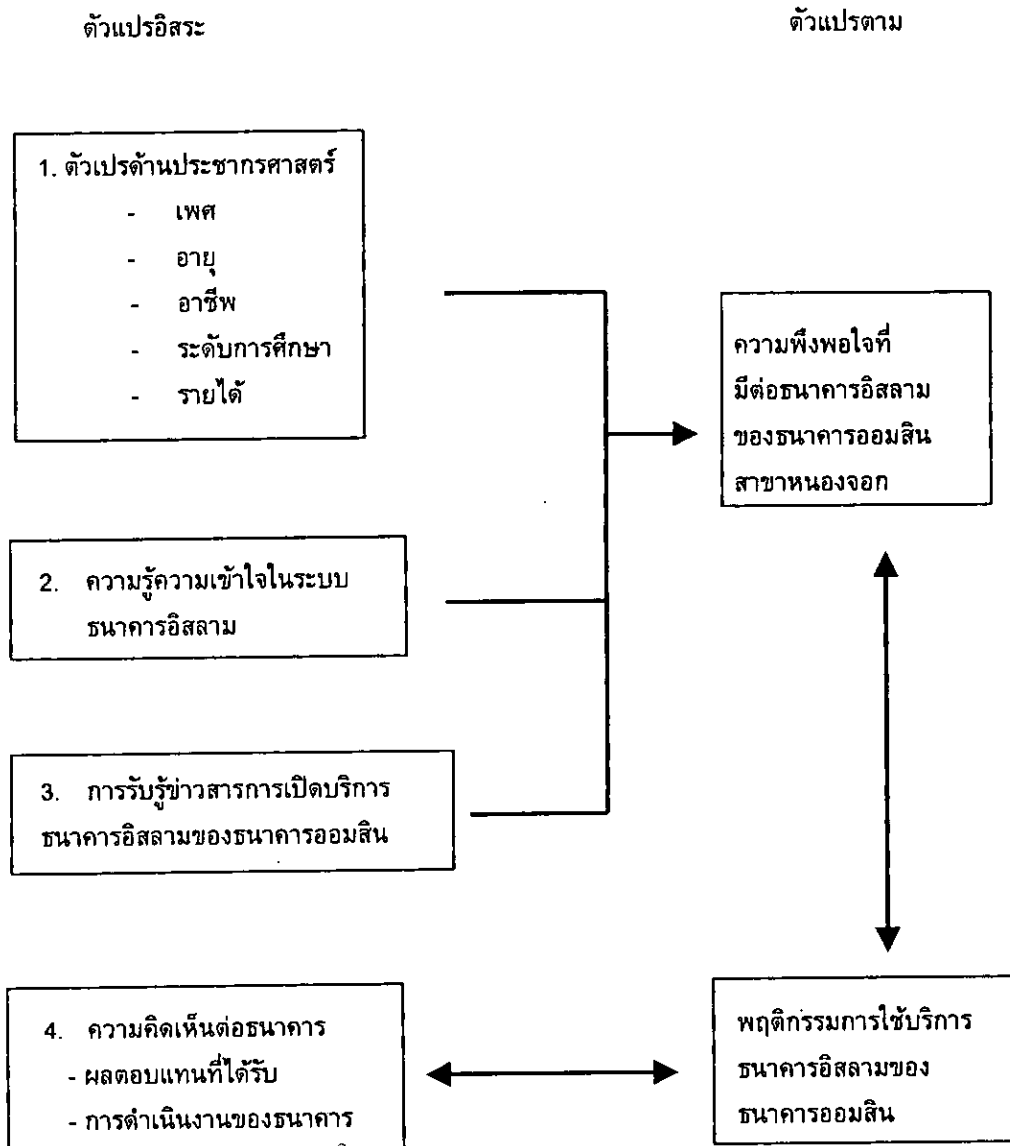 ตัวแปรอิสระ
ตัวแปรตาม
1. ตัวเปรด้านประชากรศาสตร์
- เพศ
- อายุ
- อาชีพ
- ระดับการศึกษา
- รายได้
ความพึงพอใจที่
มีต่อธนาคารอิสลาม
ของธนาคารออมสิน
สาขาหนองจอก
2. ความรู้ความเข้าใจในระบบ
ธนาคารอิสลาม
3. การรับรู้ข่าวสารการเปิดบริการ
ธนาคารอิสลามของธนาคารออมสิน
4. ความคิดเห็นต่อธนาคาร
- ผลตอบแทนที่ได้รับ
- การดำเนินงานของธนาคาร
พฤติกรรมการใช้บริการ
ธนาคารอิสลามของ
ธนาคารออมสิน